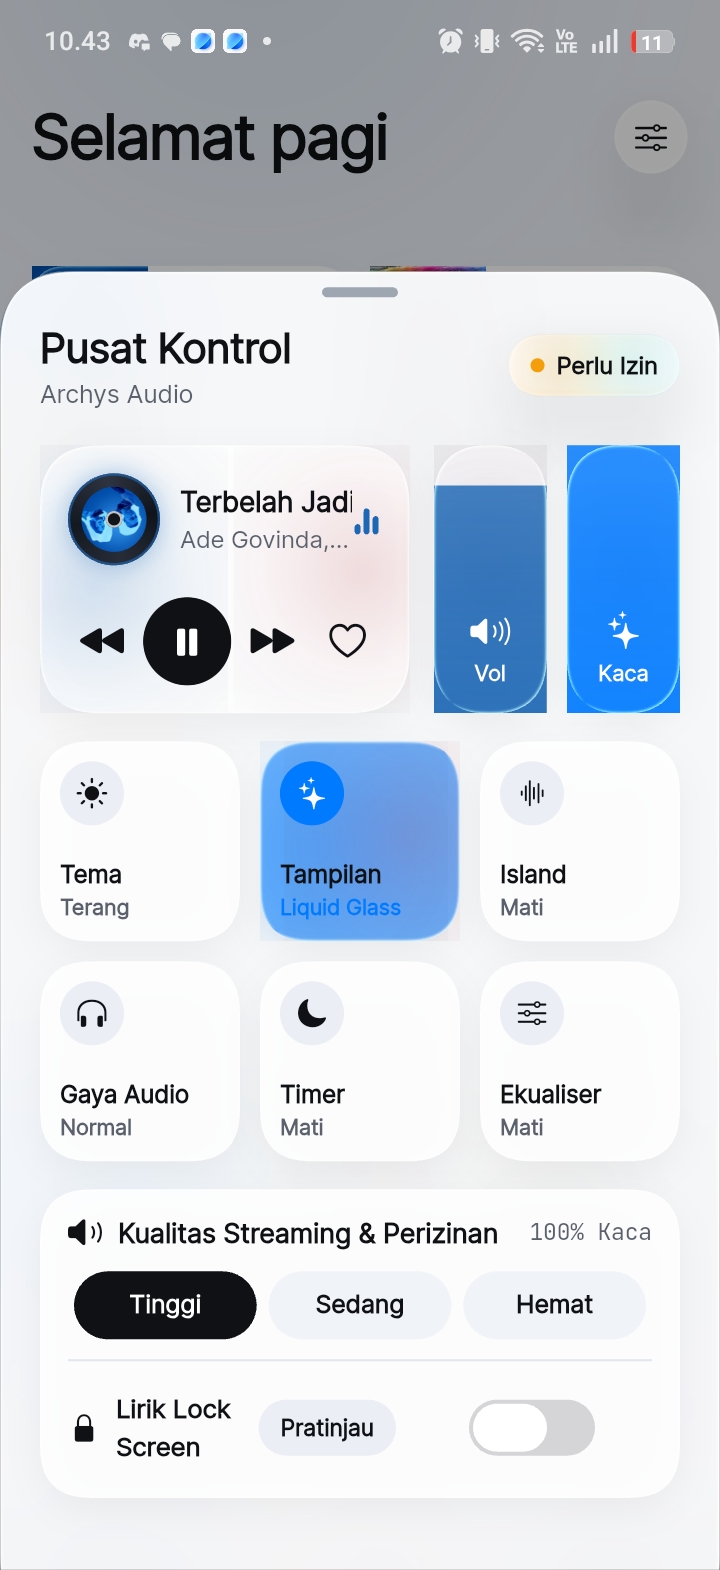 10.43
Vo
LTE
11
Selamat pagi
Pusat Kontrol
Archys Audio
Perlu Izin
Terbelah Jadi
Ade Govinda,...
Vol
Kaca
Tema
Terang
Tampilan
Liquid Glass
Island
Mati
Gaya Audio
Normal
Timer
Mati
Ekualiser
Mati
Kualitas Streaming & Perizinan
100% Kaca
Tinggi
Sedang
Hemat
Lirik Lock
Screen
Pratinjau